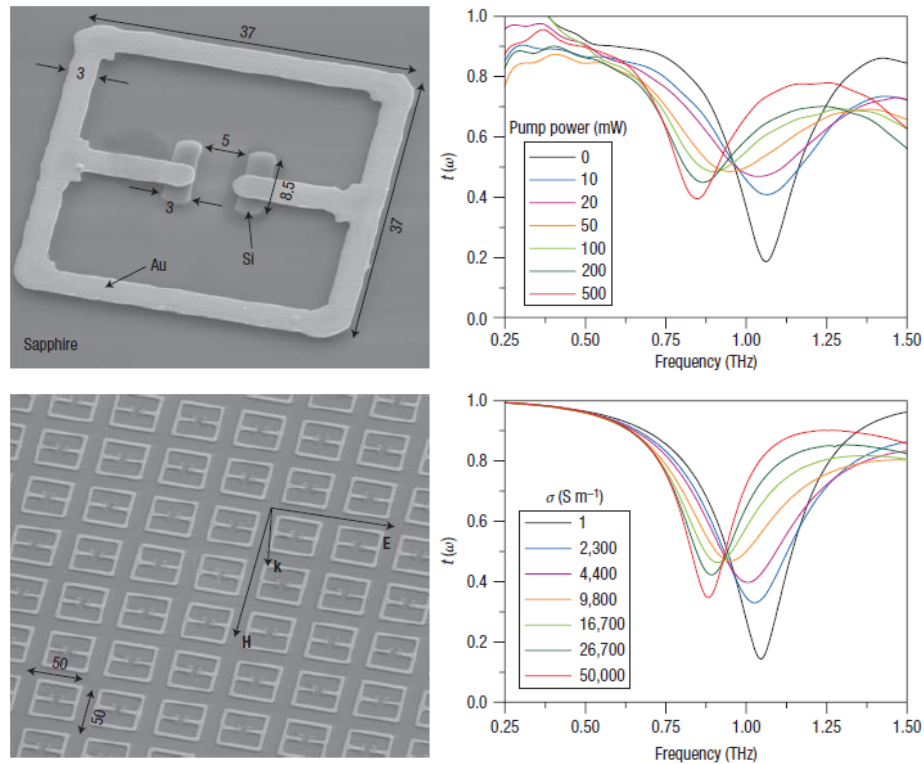 37
3
5
8.5
3
37
Si
Au
Sapphire
1.0
0.8
0.6
0.4
0.2
0.0
t(ω)
Pump power (mW)
0
10
20
50
100
200
500
0.25 0.50 0.75 1.00 1.25 1.50
Frequency (THz)
E
k
H
50
50
1.0
0.8
0.6
0.4
0.2
0.0
t(ω)
σ (S m⁻¹)
1
2,300
4,400
9,800
16,700
26,700
50,000
0.25 0.50 0.75 1.00 1.25 1.50
Frequency (THz)